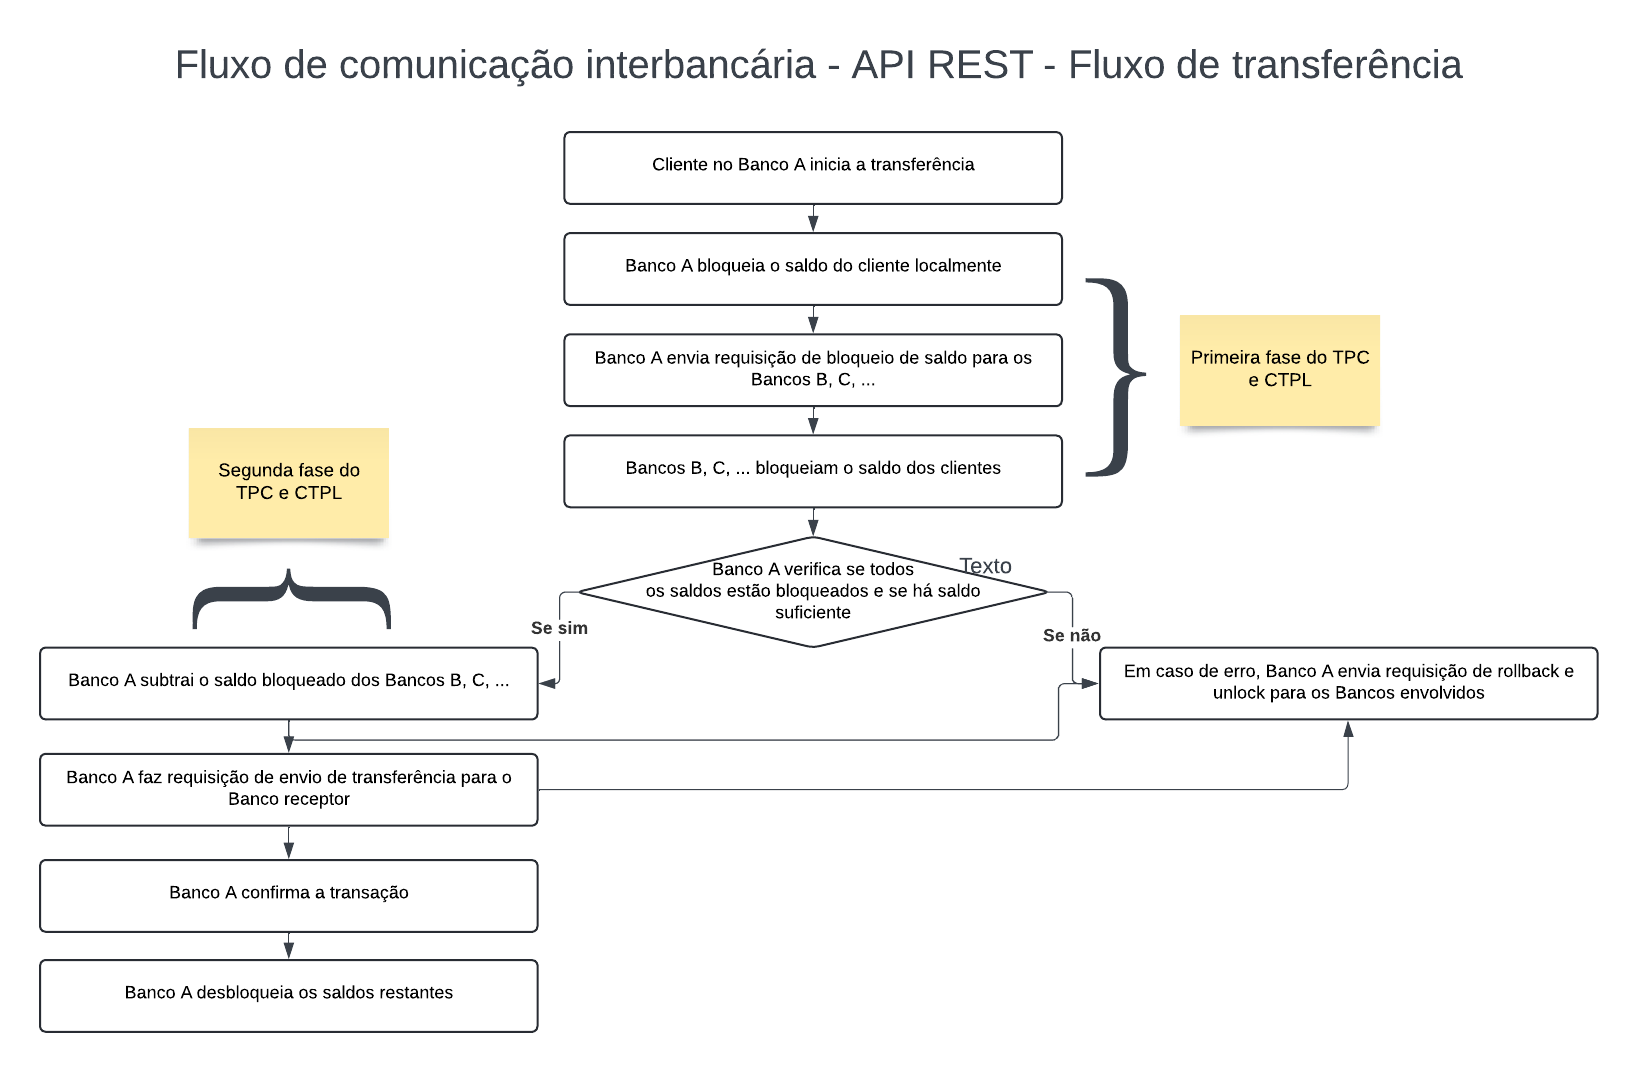 Fluxo de comunicação interbancária - API REST - Fluxo de transferência
Cliente no Banco A inicia a transferência
Banco A bloqueia o saldo do cliente localmente
Banco A envia requisição de bloqueio de saldo para os
Bancos B, C, ...
Primeira fase do TPC
e CTPL
Bancos B, C, ... bloqueiam o saldo dos clientes
Segunda fase do
TPC e CTPL
Texto
Banco A verifica se todos
os saldos estão bloqueados e se há saldo
suficiente
Se sim
Se não
Banco A subtrai o saldo bloqueado dos Bancos B, C, ...
Em caso de erro, Banco A envia requisição de rollback e
unlock para os Bancos envolvidos
Banco A faz requisição de envio de transferência para o
Banco receptor
Banco A confirma a transação
Banco A desbloqueia os saldos restantes